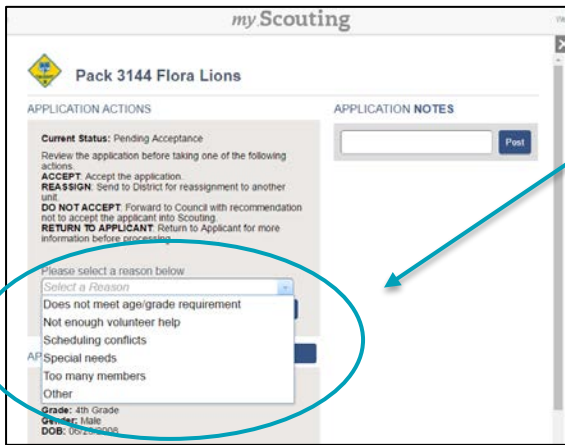 my.Scouting
Pack 3144 Flora Lions
APPLICATION ACTIONS
Current Status: Pending Acceptance
Review the application before taking one of the following
actions.
ACCEPT: Accept the application.
REASSIGN: Send to District for reassignment to another
unit.
DO NOT ACCEPT: Forward to Council with recommendation
not to accept the applicant into Scouting.
RETURN TO APPLICANT: Return to Applicant for more
information before processing.
Please select a reason below
Select a Reason
Does not meet age/grade requirement
Not enough volunteer help
Scheduling conflicts
Special needs
Too many members
Other
Grade: 4th Grade
Gender: Male
DOB:
APPLICATION NOTES
Post